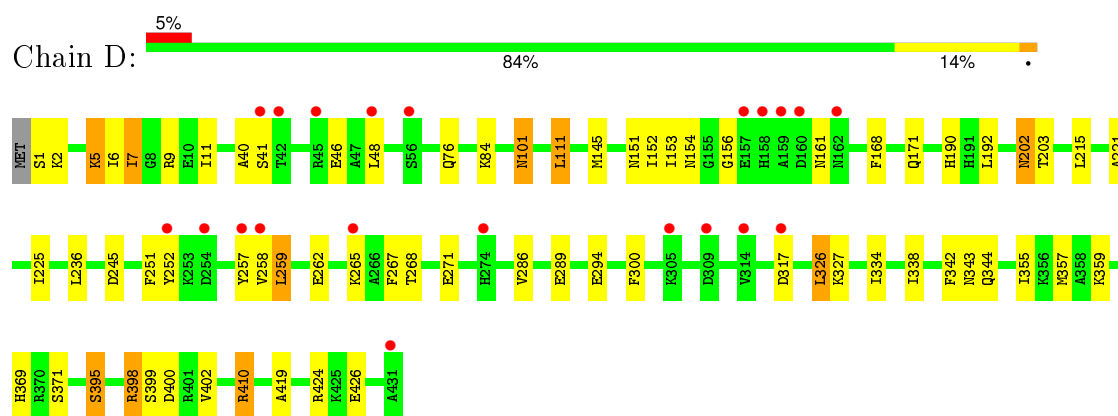 5%
Chain D:
84% 14% •
MET S1 K2 K5 I6 I7 G8 R9 E10 I11 A40 S41 T42 R45 E46 A47 L48 S56 Q76 K84 N101 L111 M145 N151 I152 I153 N154 G155 G156 E157 H158 A159 D160 N161 N162 F168 Q171 H190 H191 L192 N202 T203 L215 A221
I225 L236 D245 F251 Y252 K253 D254 Y257 V258 L259 E262 K265 A266 F267 T268 E271 H274 V286 E289 E294 F300 K305 D309 V314 D317 L326 K327 I334 I338 F342 N343 Q344 I355 K356 M357 A358 K359
H369 R370 S371 S395 R398 S399 D400 R401 V402 R410 A419 R424 K425 E426 A431